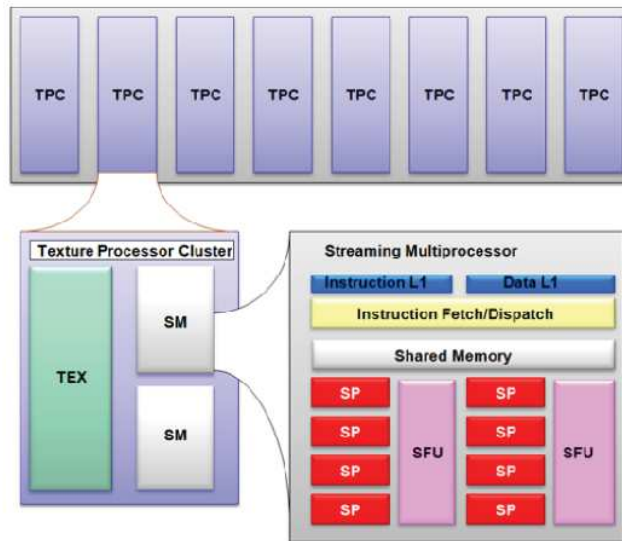 TPC TPC TPC TPC TPC TPC TPC TPC
Texture Processor Cluster
TEX
SM
SM
Streaming Multiprocessor
Instruction L1 Data L1
Instruction Fetch/Dispatch
Shared Memory
SP SP
SP SP
SFU SFU
SP SP
SP SP